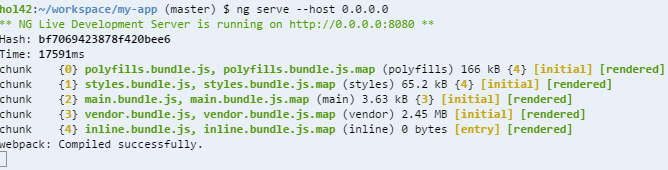 hol42:~/workspace/my-app (master) $ ng serve --host 0.0.0.0
** NG Live Development Server is running on http://0.0.0.0:8080 **
Hash: bf7069423878f420bee6
Time: 17591ms
chunk    {0} polyfills.bundle.js, polyfills.bundle.js.map (polyfills) 166 kB {4} [initial] [rendered]
chunk    {1} styles.bundle.js, styles.bundle.js.map (styles) 65.2 kB {4} [initial] [rendered]
chunk    {2} main.bundle.js, main.bundle.js.map (main) 3.63 kB {3} [initial] [rendered]
chunk    {3} vendor.bundle.js, vendor.bundle.js.map (vendor) 2.45 MB [initial] [rendered]
chunk    {4} inline.bundle.js, inline.bundle.js.map (inline) 0 bytes [entry] [rendered]
webpack: Compiled successfully.